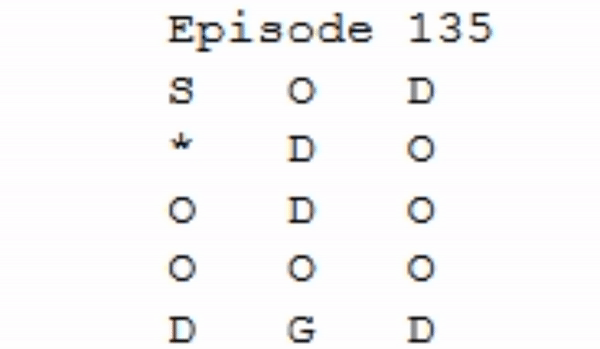 Episode 135
S O D
* D O
O D O
O O O
D G D